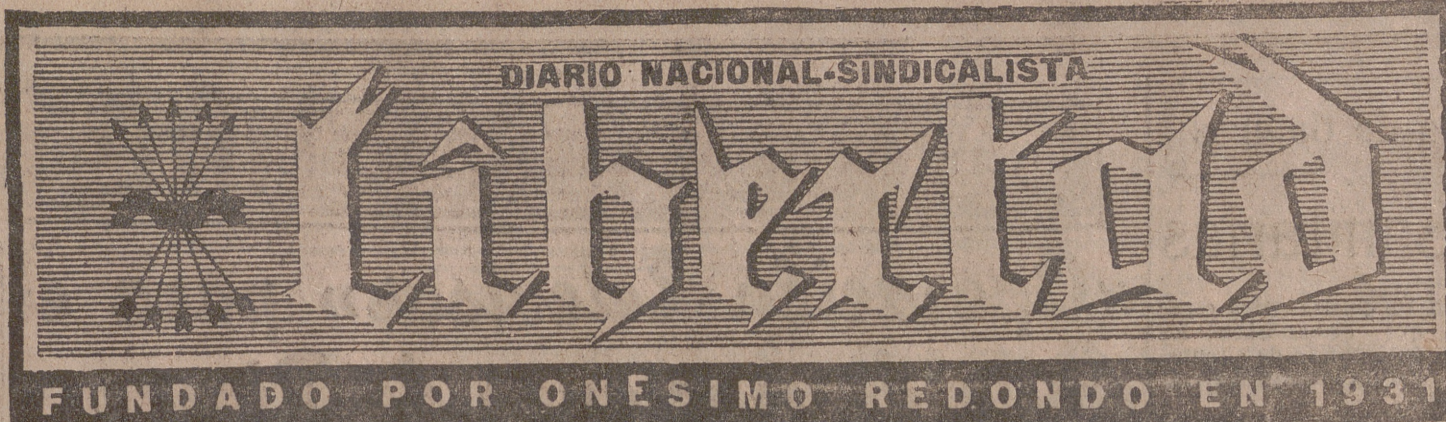 DIARIO NACIONAL-SINDICALISTA
Libertad
FUNDADO POR ONESIMO REDONDO EN 1931